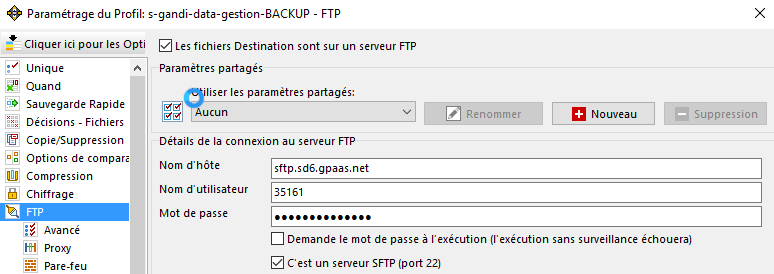 Paramétrage du Profil: s-gandi-data-gestion-BACKUP - FTP
Cliquer ici pour les Opti
Unique
Quand
Sauvegarde Rapide
Décisions - Fichiers
Copie/Suppression
Options de compara
Compression
Chiffrage
FTP
Avancé
Proxy
Pare-feu
Les fichiers Destination sont sur un serveur FTP
Paramètres partagés
Utiliser les paramètres partagés:
Aucun
Renommer
Nouveau
Suppression
Détails de la connexion au serveur FTP
Nom d'hôte
sftp.sd6.gpaas.net
Nom d'utilisateur
35161
Mot de passe
●●●●●●●●●●●●●●
Demande le mot de passe à l'exécution (l'exécution sans surveillance échouera)
C'est un serveur SFTP (port 22)